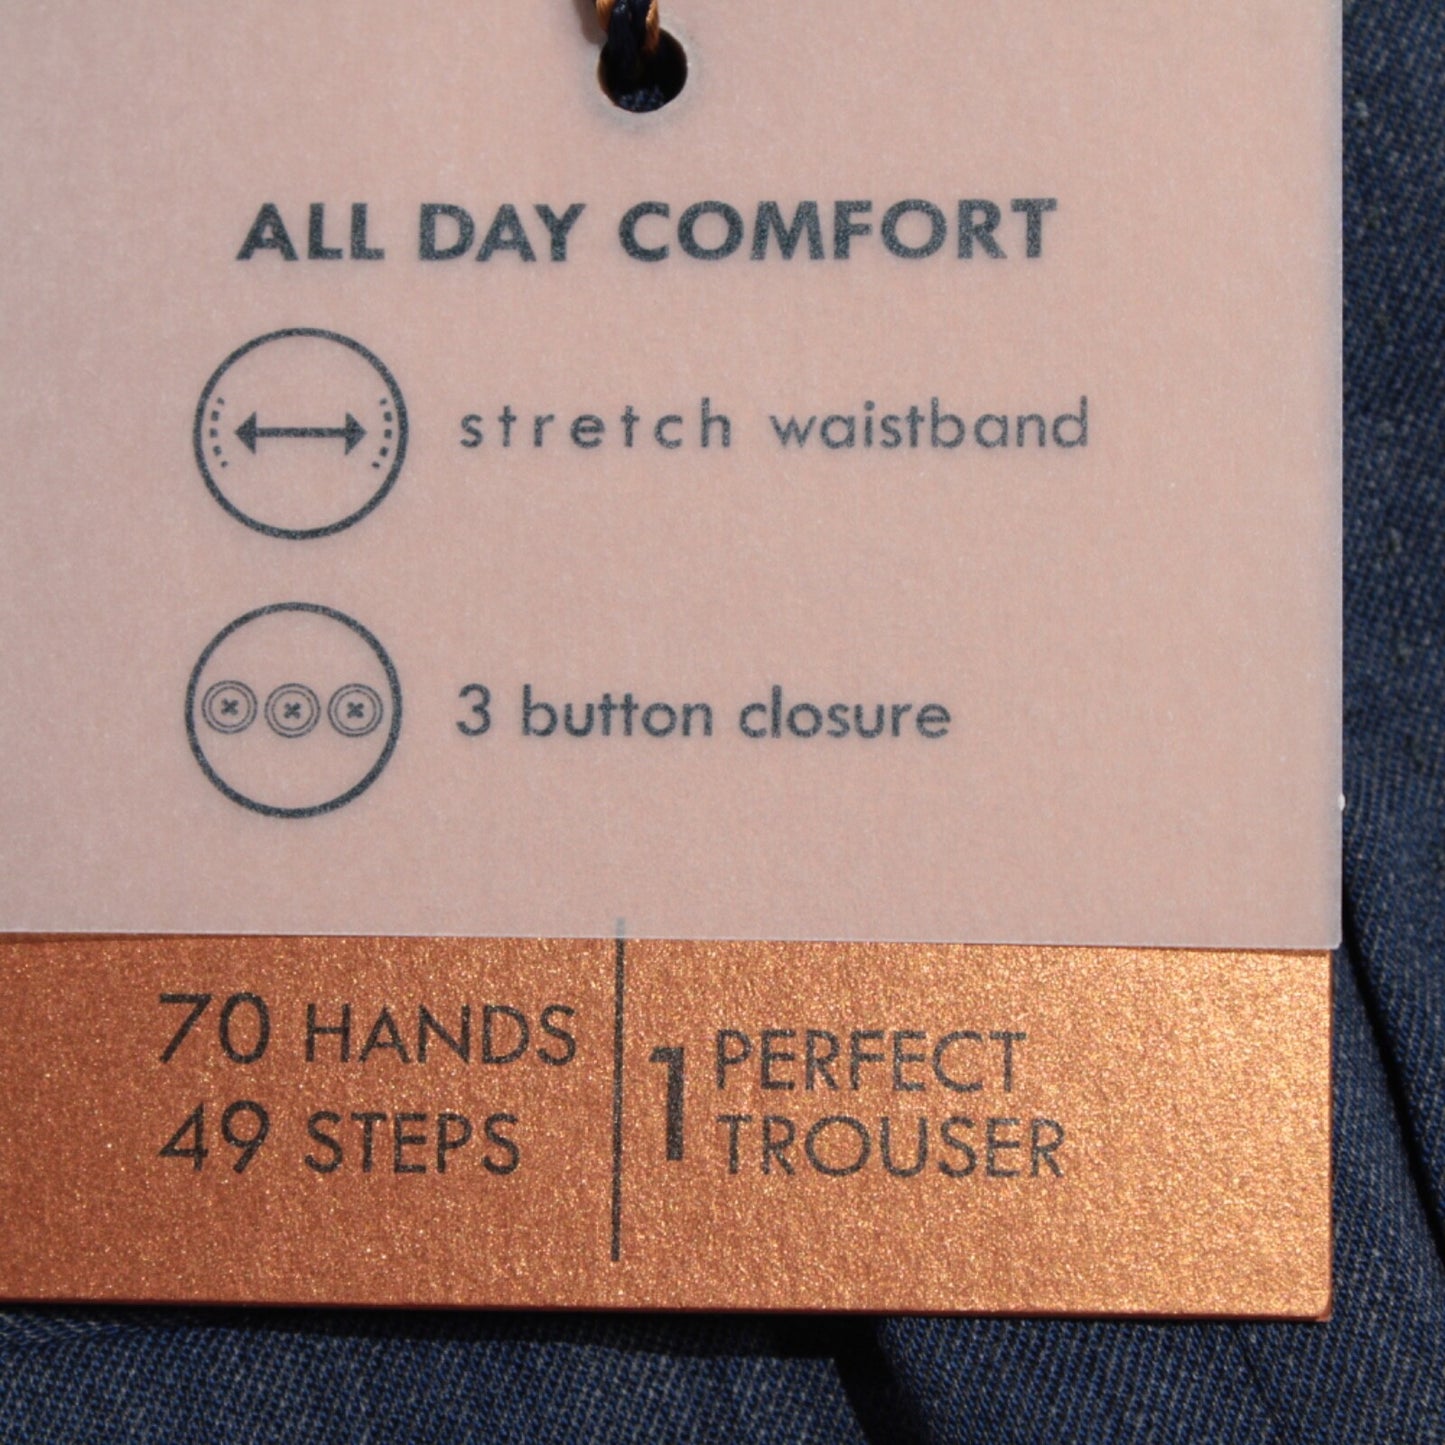 ALL DAY COMFORT
stretch waistband
3 button closure
70 HANDS
49 STEPS
1 PERFECT
TROUSER